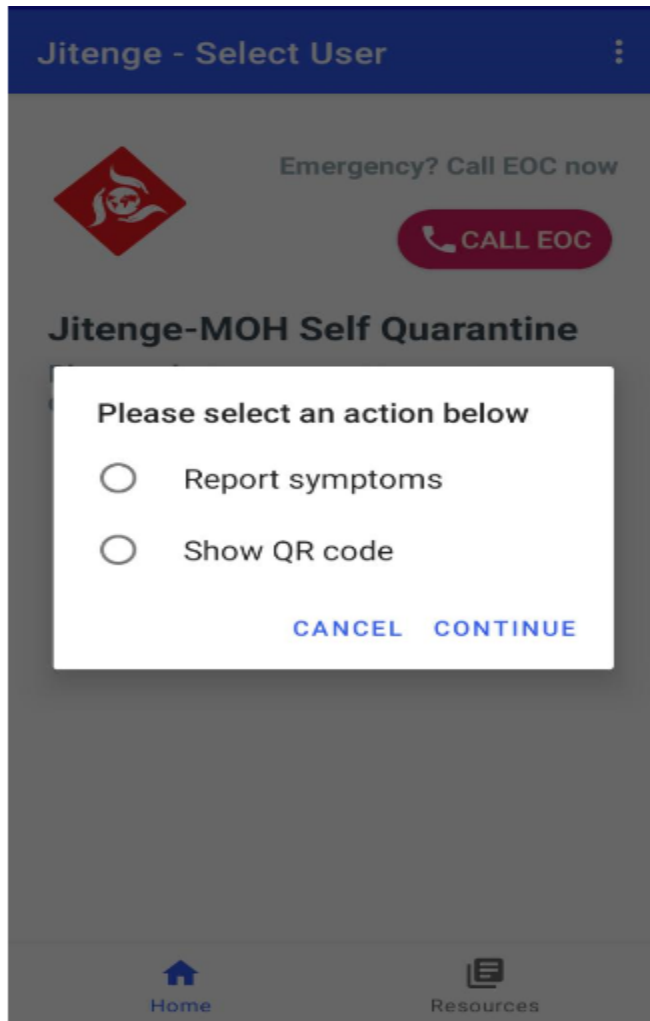 Jitenge - Select User
Emergency? Call EOC now
CALL EOC
Jitenge-MOH Self Quarantine
Please select an action below
Report symptoms
Show QR code
CANCEL CONTINUE
Home
Resources